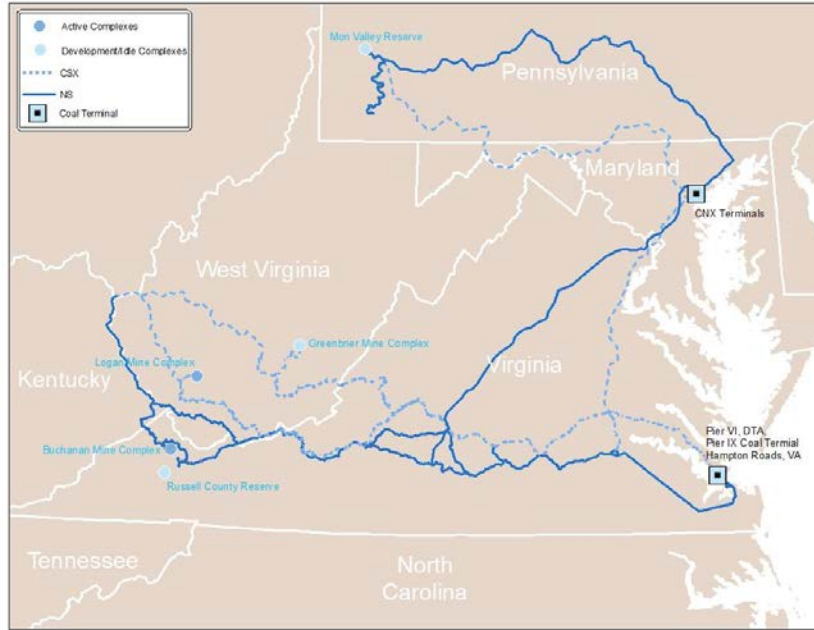 Active Complexes
Development/Idle Complexes
CSX
NS
Coal Terminal
Mon Valley Reserve
Pennsylvania
Maryland
CNX Terminals
West Virginia
Greenbrier Mine Complex
Logan Mine Complex
Virginia
Kentucky
Buchanan Mine Complex
Russell County Reserve
Pier VI, DTA,
Pier IX Coal Termial
Hampton Roads, VA
Tennessee
North
Carolina